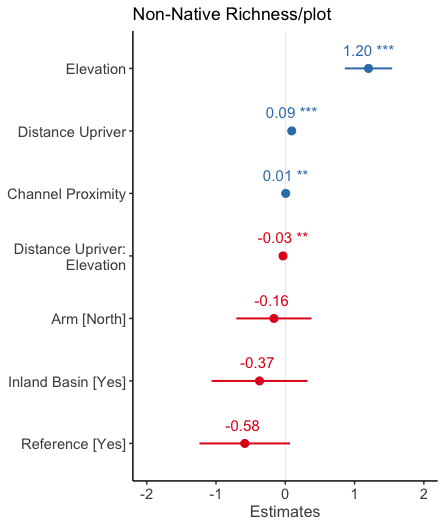 Non-Native Richness/plot
1.20 ***
Elevation
0.09 ***
Distance Upriver
0.01 **
Channel Proximity
-0.03 **
Distance Upriver:
Elevation
-0.16
Arm [North]
-0.37
Inland Basin [Yes]
-0.58
Reference [Yes]
-2 -1 0 1 2
Estimates